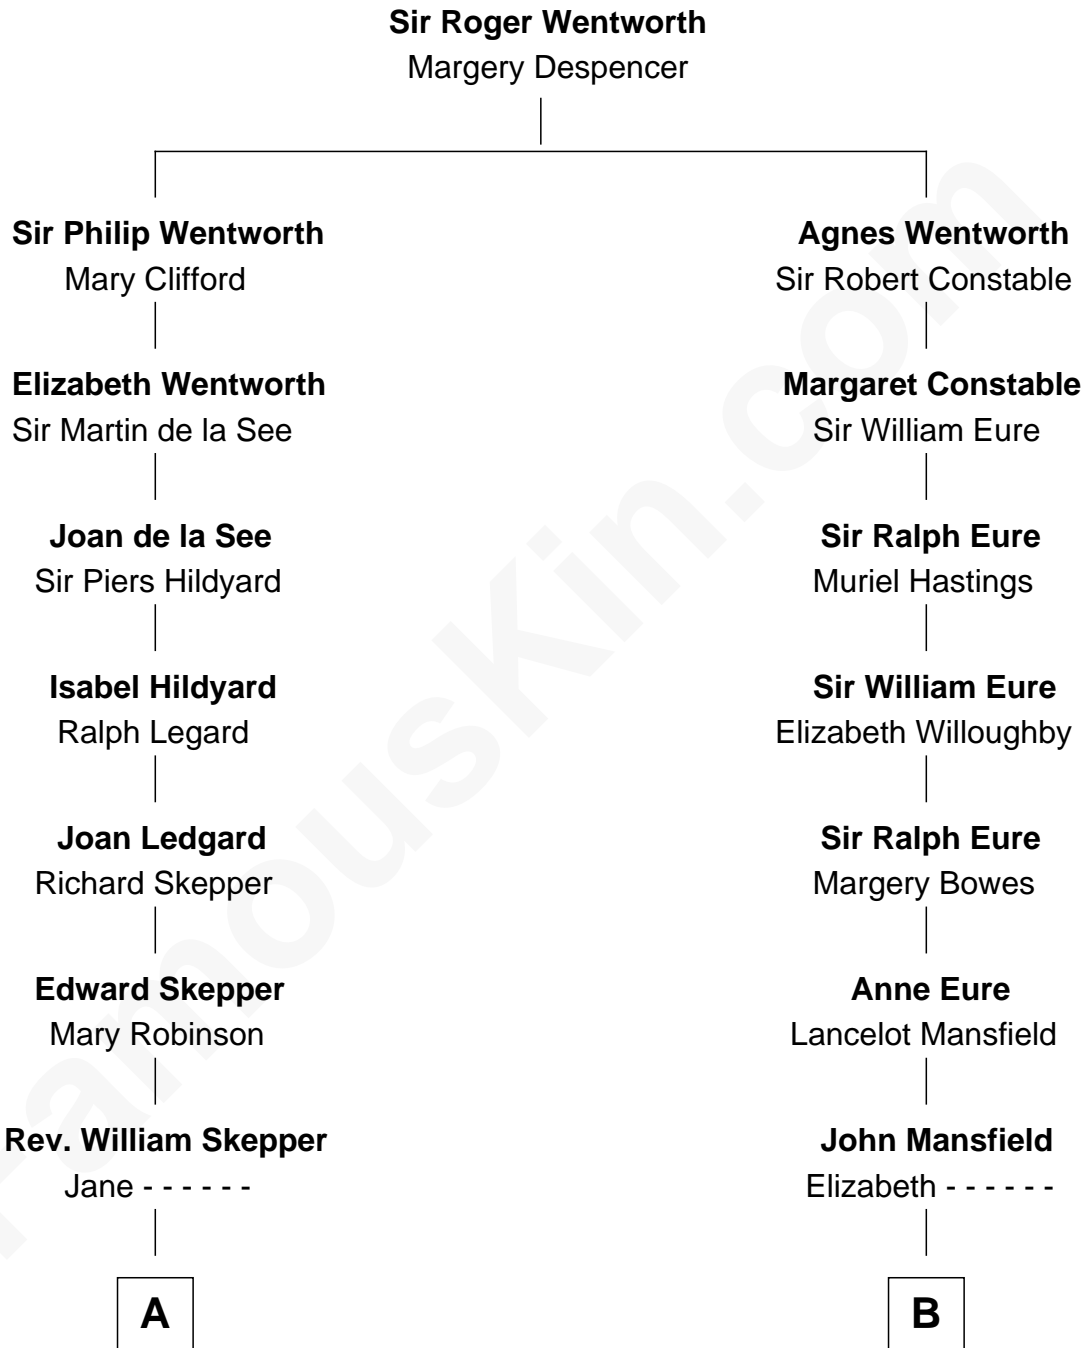 Sir Roger Wentworth
Margery Despencer
Sir Philip Wentworth
Mary Clifford
Agnes Wentworth
Sir Robert Constable
Elizabeth Wentworth
Sir Martin de la See
Margaret Constable
Sir William Eure
Joan de la See
Sir Piers Hildyard
Sir Ralph Eure
Muriel Hastings
Isabel Hildyard
Ralph Legard
Sir William Eure
Elizabeth Willoughby
Joan Ledgard
Richard Skepper
Sir Ralph Eure
Margery Bowes
Edward Skepper
Mary Robinson
Anne Eure
Lancelot Mansfield
Rev. William Skepper
Jane - - - - - -
John Mansfield
Elizabeth - - - - - -
A
B
FamousKin.com